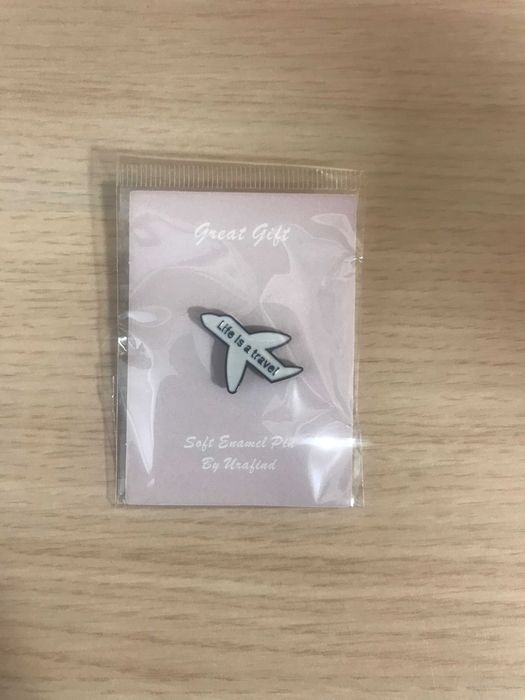 Great Gift
Life is a travel
Soft Enamel Pin
By Urafind